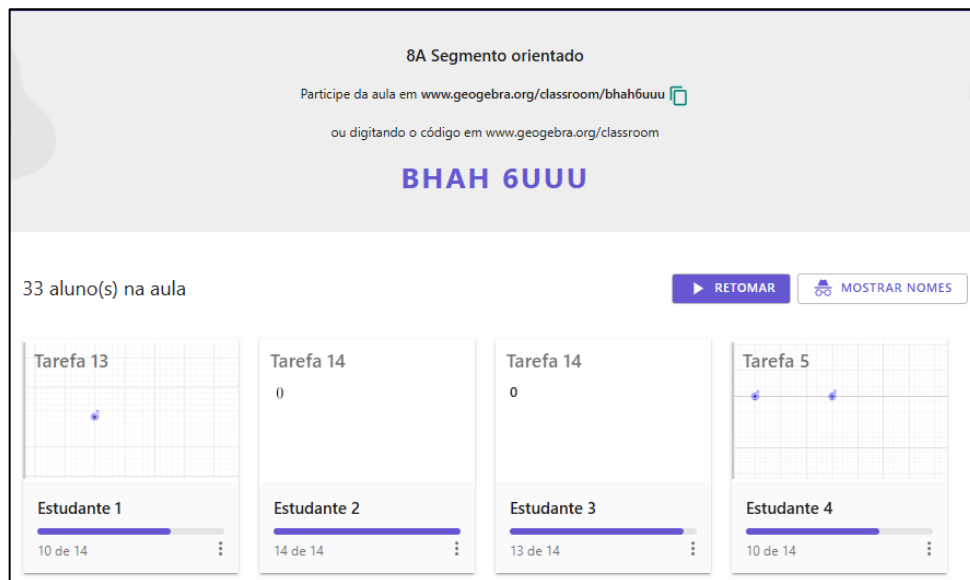 8A Segmento orientado
Participe da aula em www.geogebra.org/classroom/bhah6uuu
ou digitando o código em www.geogebra.org/classroom
BHAH 6UUU
33 aluno(s) na aula
RETOMAR
MOSTRAR NOMES
Tarefa 13
Estudante 1
10 de 14
Tarefa 14
0
Estudante 2
14 de 14
Tarefa 14
0
Estudante 3
13 de 14
Tarefa 5
Estudante 4
10 de 14